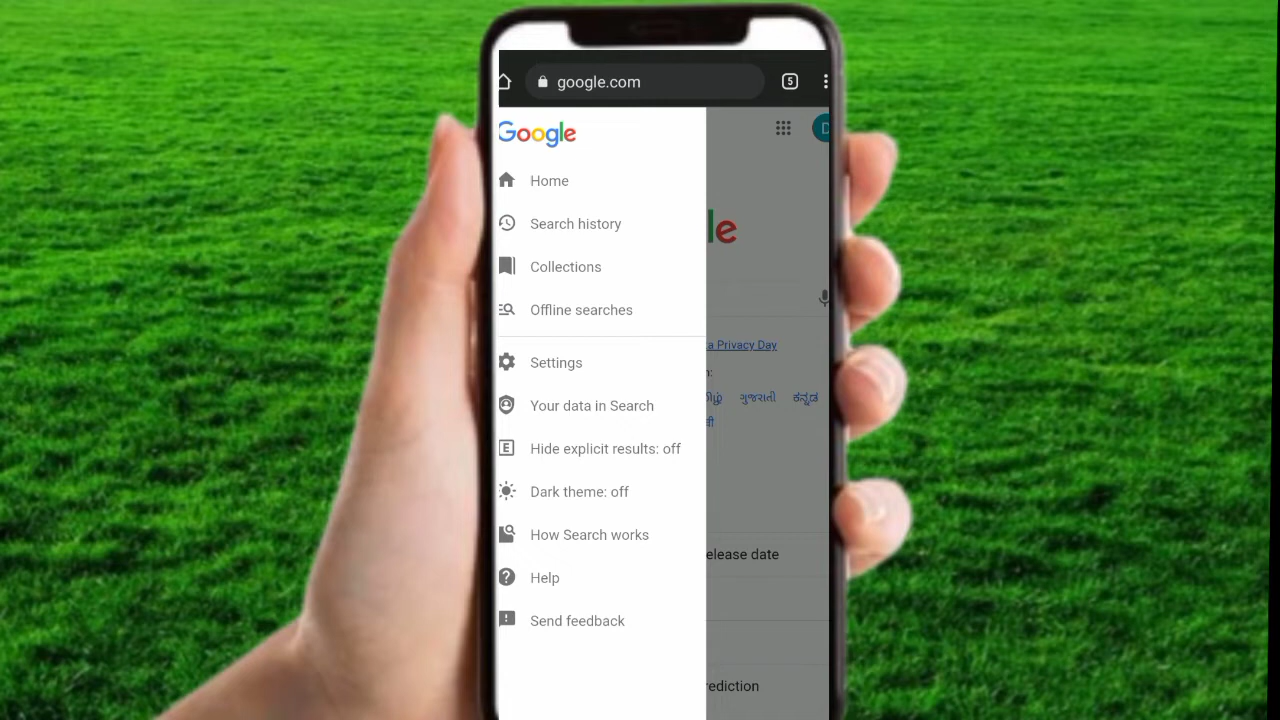 google.com
5
Google
D
Home
Search history
le
Collections
Offline searches
a Privacy Day
Settings
ગુજરાતી ಕನ್ನಡ
Your data in Search
E Hide explicit results: off
Dark theme: off
How Search works
elease date
Help
Send feedback
rediction